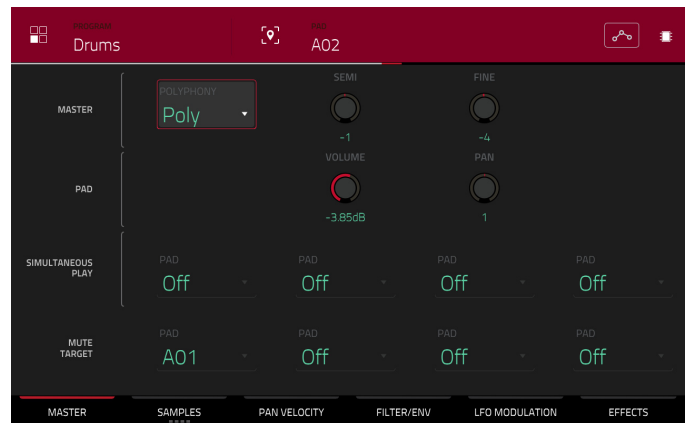 PROGRAM PAD
Drums A02
MASTER
POLYPHONY SEMI FINE
Poly
-1 -4
PAD
VOLUME PAN
-3.85dB 1
SIMULTANEOUS
PLAY
PAD PAD PAD PAD
Off Off Off Off
MUTE
TARGET
PAD PAD PAD PAD
A01 Off Off Off
MASTER SAMPLES PAN VELOCITY FILTER/ENV LFO MODULATION EFFECTS